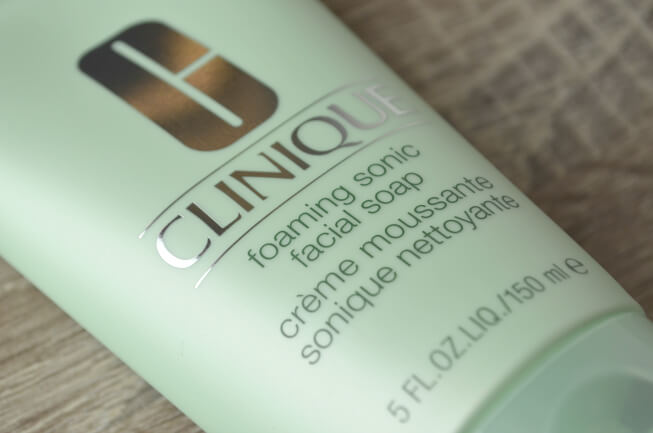 CLINIQUE
foaming sonic
facial soap
crème moussante
sonique nettoyante
5 FL.OZ.LIQ./150 ml ℮